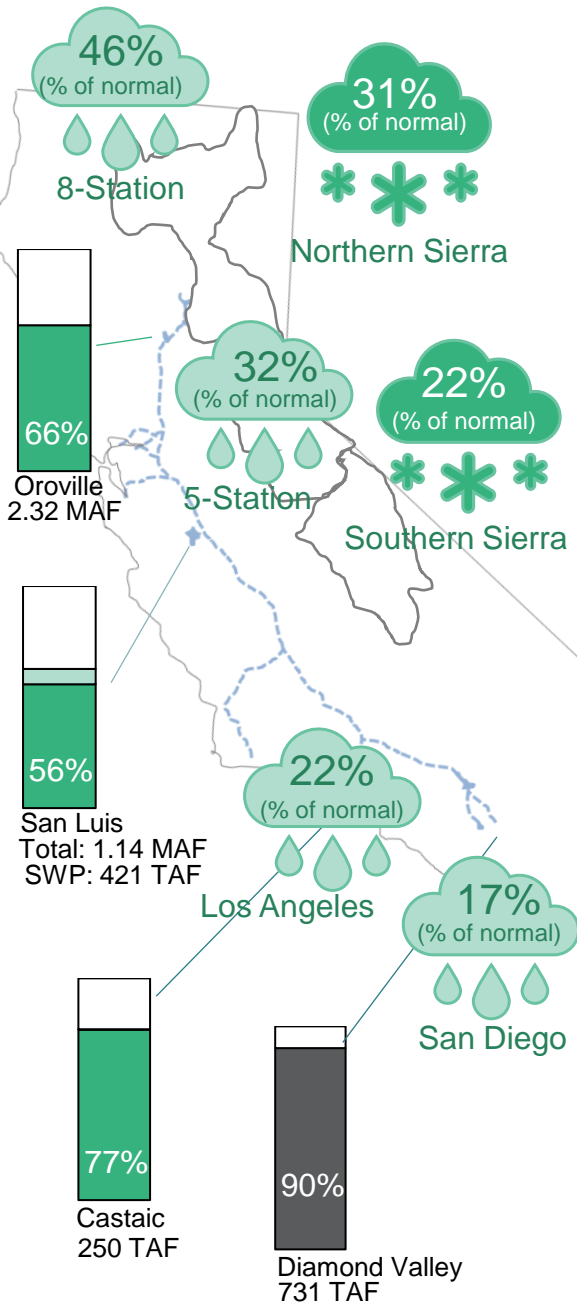 46%
(% of normal)
8-Station
31%
(% of normal)
Northern Sierra
66%
Oroville
2.32 MAF
32%
(% of normal)
5-Station
22%
(% of normal)
Southern Sierra
56%
San Luis
Total: 1.14 MAF
SWP: 421 TAF
22%
(% of normal)
Los Angeles
17%
(% of normal)
San Diego
77%
Castaic
250 TAF
90%
Diamond Valley
731 TAF